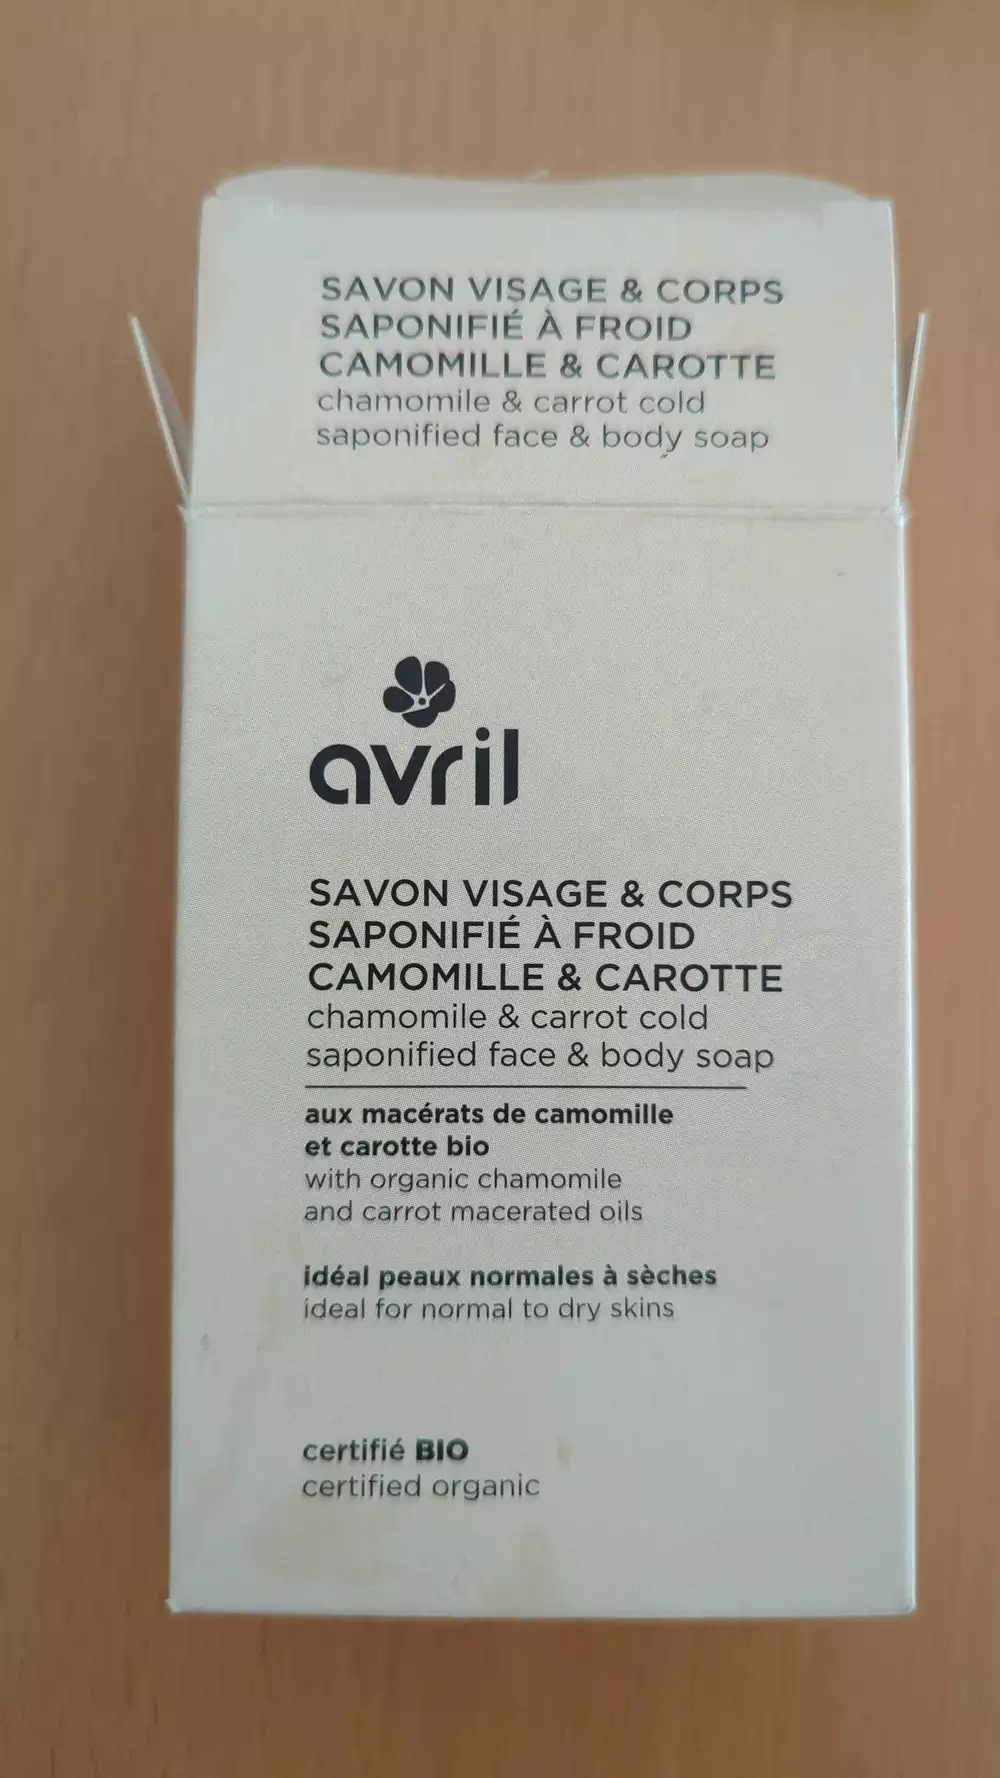 SAVON VISAGE & CORPS
SAPONIFIÉ À FROID
CAMOMILLE & CAROTTE
chamomile & carrot cold
saponified face & body soap
avril
SAVON VISAGE & CORPS
SAPONIFIÉ À FROID
CAMOMILLE & CAROTTE
chamomile & carrot cold
saponified face & body soap
aux macérats de camomille
et carotte bio
with organic chamomile
and carrot macerated oils
idéal peaux normales à sèches
ideal for normal to dry skins
certifié BIO
certified organic